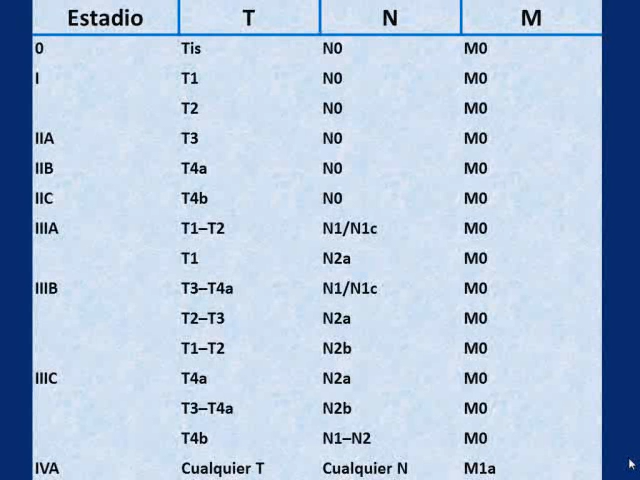 Estadio T N M
0 Tis N0 M0
I T1 N0 M0
T2 N0 M0
IIA T3 N0 M0
IIB T4a N0 M0
IIC T4b N0 M0
IIIA T1–T2 N1/N1c M0
T1 N2a M0
IIIB T3–T4a N1/N1c M0
T2–T3 N2a M0
T1–T2 N2b M0
IIIC T4a N2a M0
T3–T4a N2b M0
T4b N1–N2 M0
IVA Cualquier T Cualquier N M1a